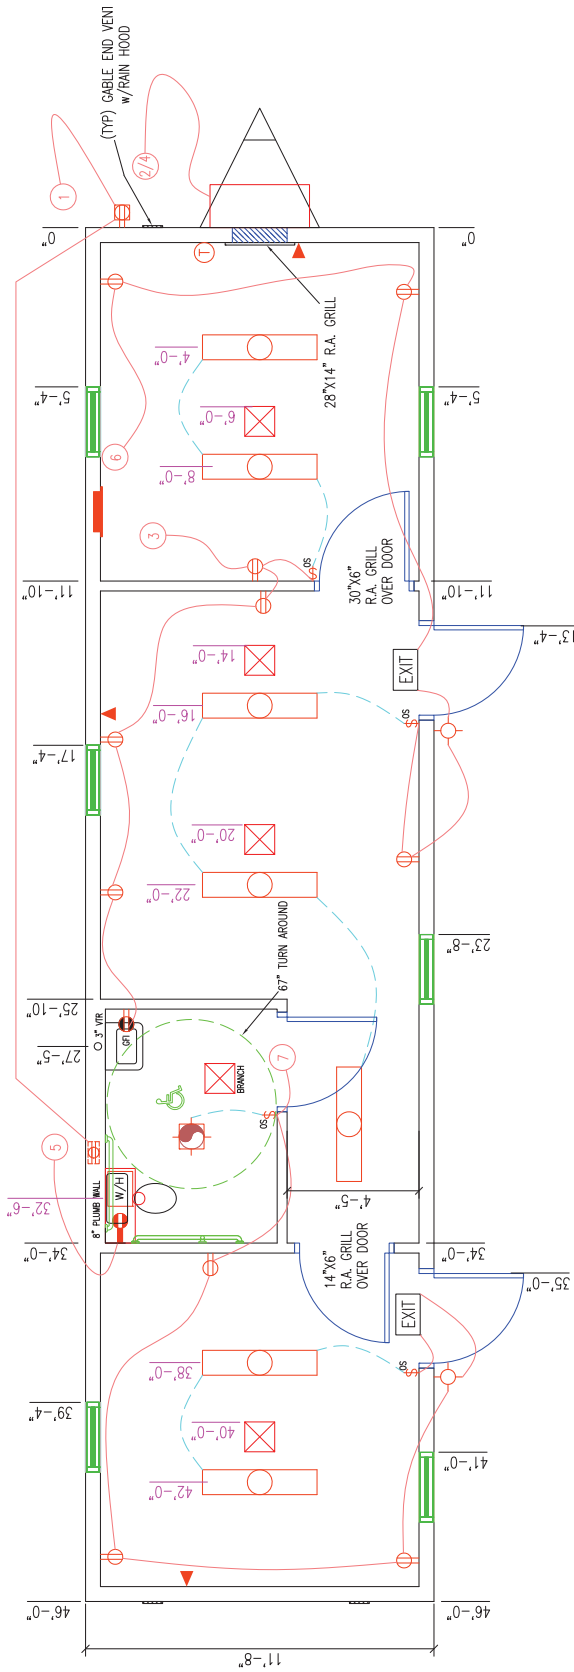 (TYP) GABLE END VENT
w/RAIN HOOD
1
2/4
0"
0"
T
28"X14" R.A. GRILL
5'-4"
5'-4"
4'-0"
6'-0"
8'-0"
6
3
OS
$
30"X6"
R.A. GRILL
OVER DOOR
11'-10"
11'-10"
13'-4"
EXIT
14'-0"
16'-0"
OS
$
17'-4"
20'-0"
22'-0"
23'-8"
67" TURN AROUND
25'-10"
27'-5"
3" VTR
GFI
BRANCH
7
OS
$
5
32'-6"
8" PLUMB WALL
W/H
4'-5"
34'-0"
34'-0"
35'-0"
14"X6"
R.A. GRILL
OVER DOOR
EXIT
OS
$
38'-0"
39'-4"
40'-0"
41'-0"
42'-0"
46'-0"
46'-0"
11'-8"